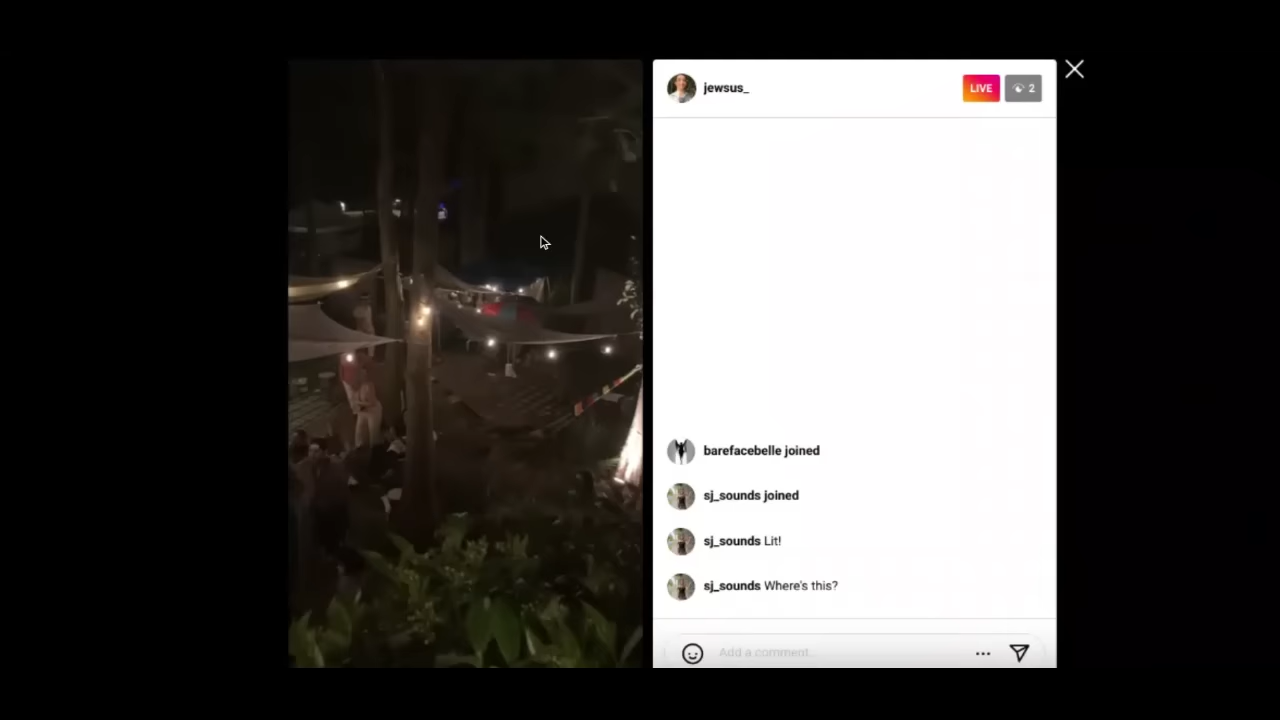 jewsus_
LIVE
2
barefacebelle joined
sj_sounds joined
sj_sounds Lit!
sj_sounds Where's this?
Add a comment...